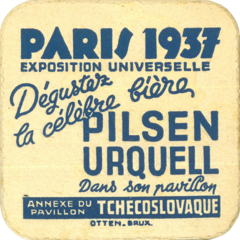 PARIS 1937
EXPOSITION UNIVERSELLE
Dégustez
la célèbre bière
PILSEN
URQUELL
Dans son pavillon
ANNEXE DU
PAVILLON TCHECOSLOVAQUE
OTTEN. BRUX.